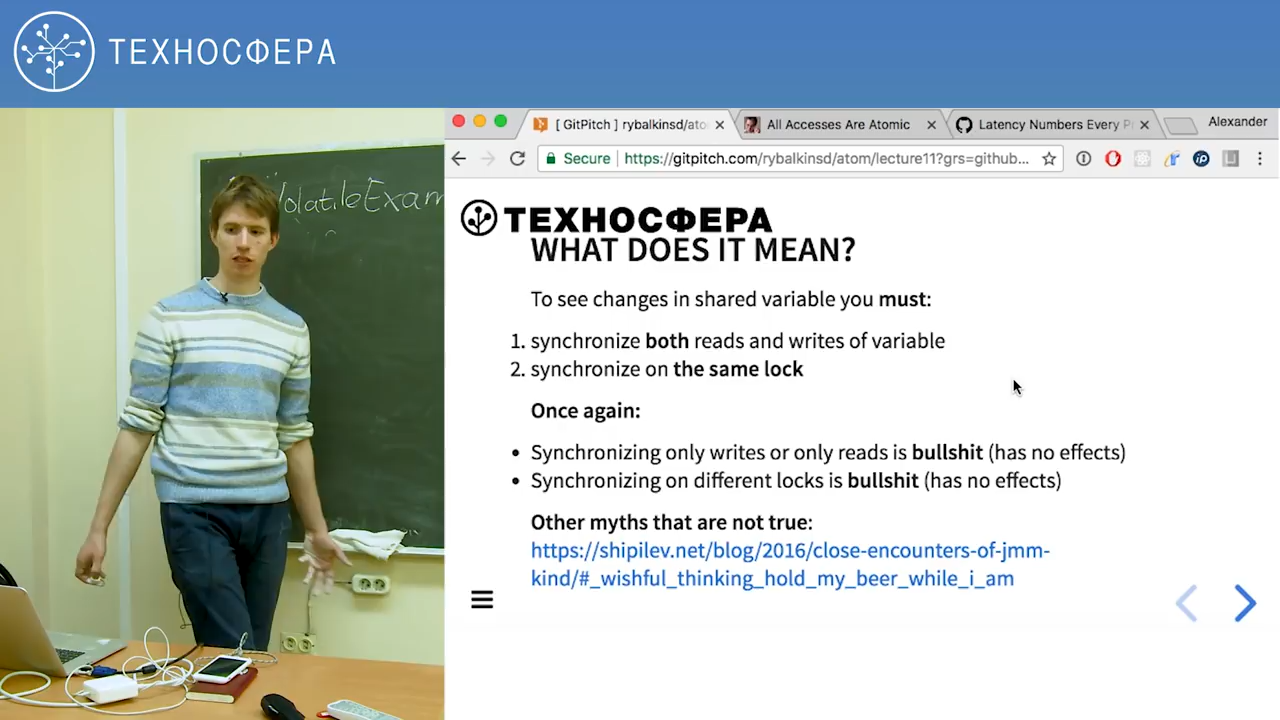 ТЕХНОСФЕРА
VolatileExam
[ GitPitch ] rybalkinsd/ato
All Accesses Are Atomic
Latency Numbers Every P
Alexander
Secure
https://gitpitch.com/rybalkinsd/atom/lecture11?grs=github...
ТЕХНОСФЕРА
WHAT DOES IT MEAN?
To see changes in shared variable you must:
1. synchronize both reads and writes of variable
2. synchronize on the same lock
Once again:
• Synchronizing only writes or only reads is bullshit (has no effects)
• Synchronizing on different locks is bullshit (has no effects)
Other myths that are not true:
https://shipilev.net/blog/2016/close-encounters-of-jmm-
kind/#_wishful_thinking_hold_my_beer_while_i_am